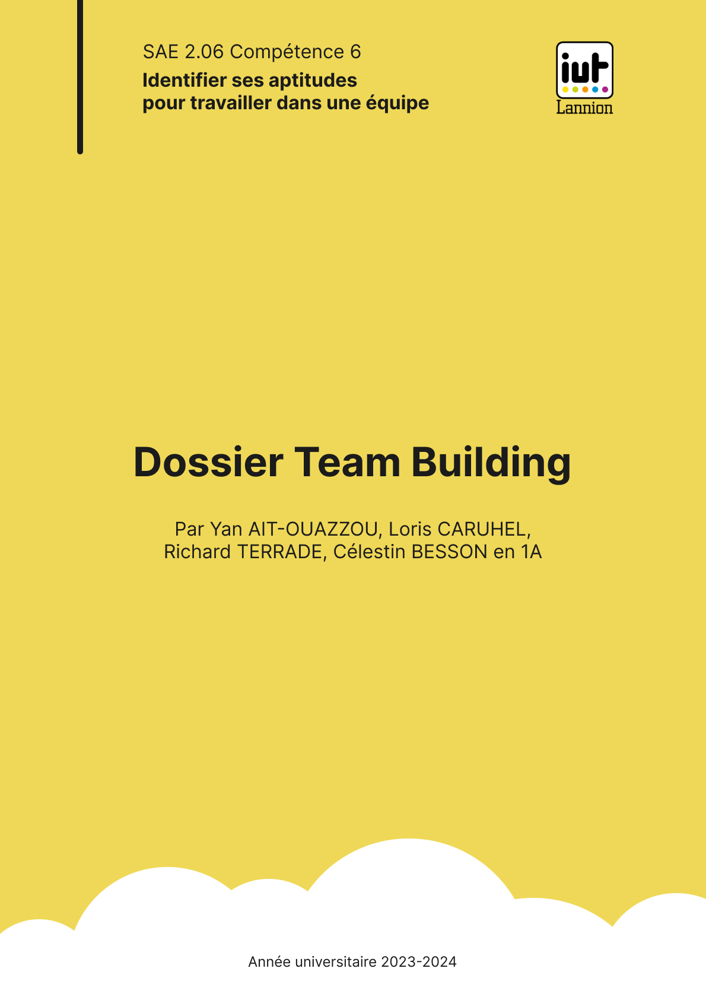 SAE 2.06 Compétence 6
Identifier ses aptitudes
pour travailler dans une équipe
iut
Lannion
Dossier Team Building
Par Yan AIT-OUAZZOU, Loris CARUHEL,
Richard TERRADE, Célestin BESSON en 1A
Année universitaire 2023-2024